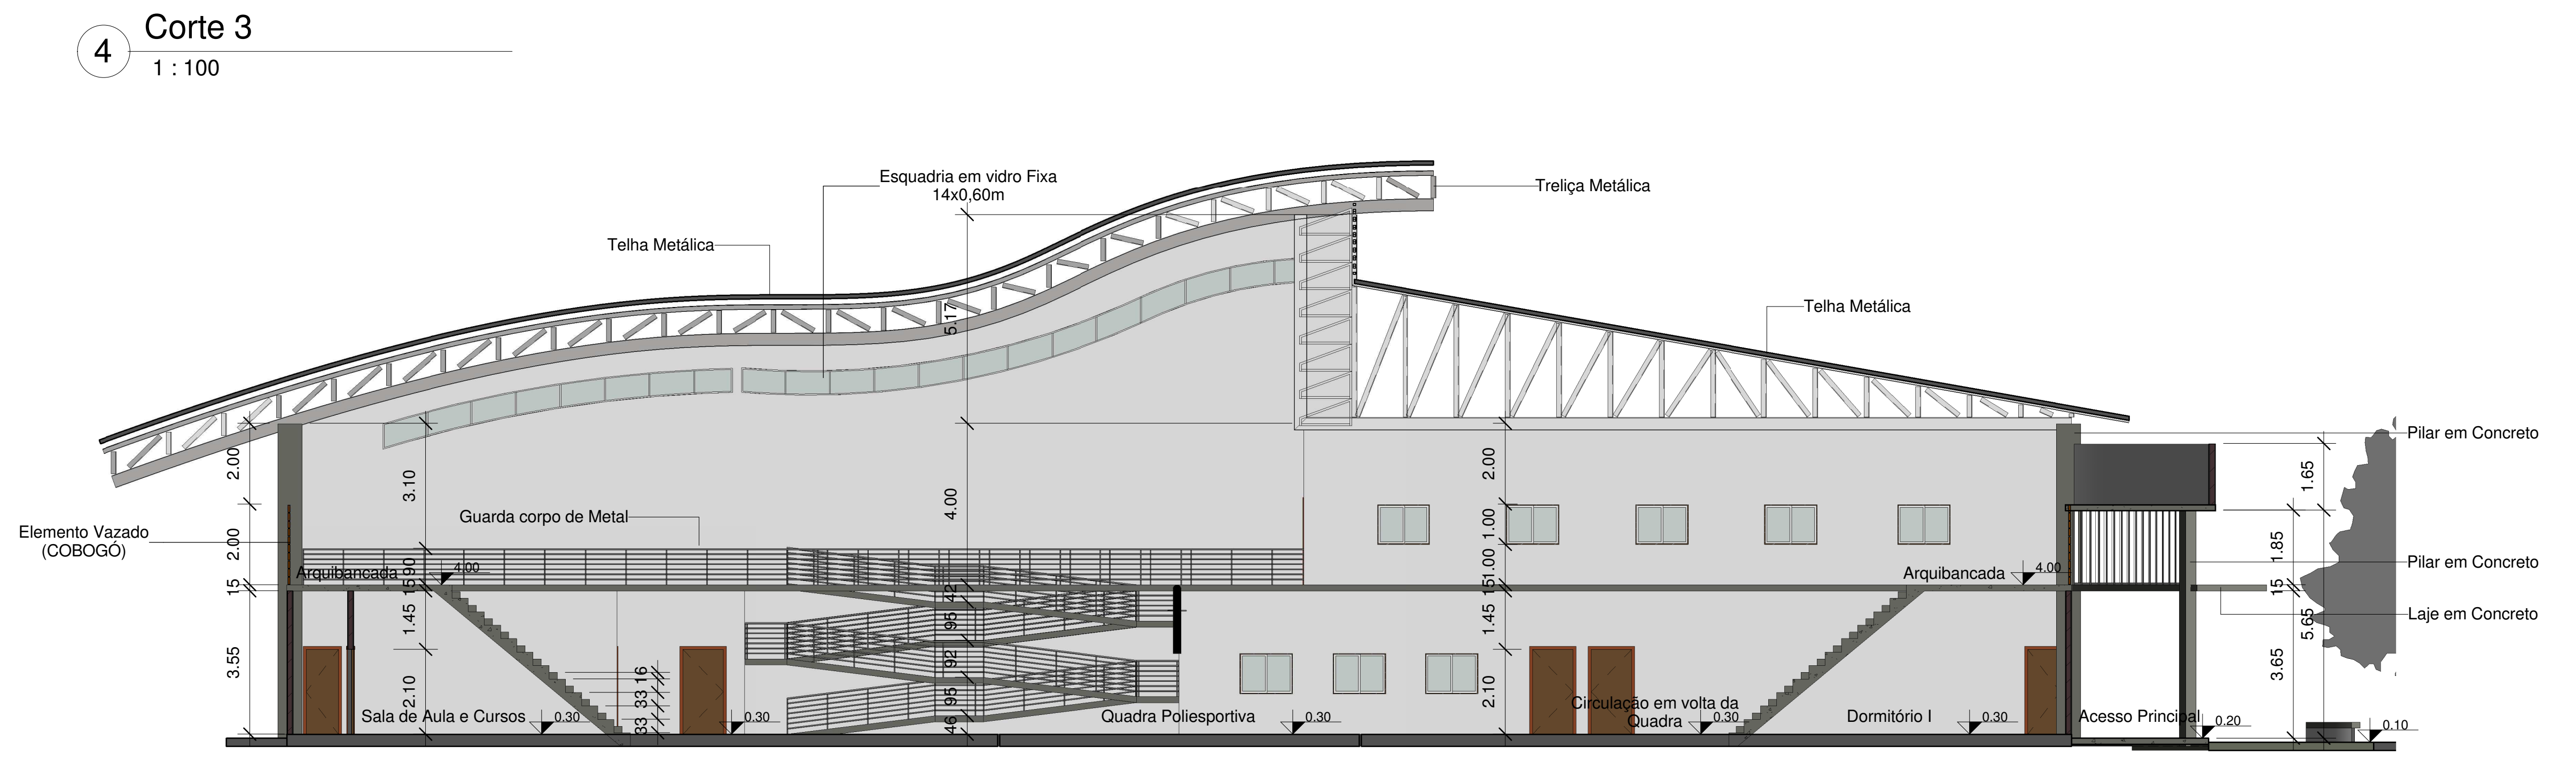 4
Corte 3
1 : 100
Esquadria em vidro Fixa
14x0,60m
Treliça Metálica
Telha Metálica
Telha Metálica
5.17
Pilar em Concreto
2.00
3.10
4.00
2.00
1.65
Guarda corpo de Metal
Elemento Vazado
(COBOGÓ)
2.00
1.00
1.85
Pilar em Concreto
Arquibancada
4.00
90
1.00
Arquibancada
4.00
15
15
42
15
15
Laje em Concreto
1.45
95
1.45
5.65
3.55
92
3.65
2.10
16
33
33
95
46
2.10
Sala de Aula e Cursos
0.30
0.30
Quadra Poliesportiva
0.30
Circulação em volta da
Quadra
0.30
Dormitório I
0.30
Acesso Principal
0.20
0.10